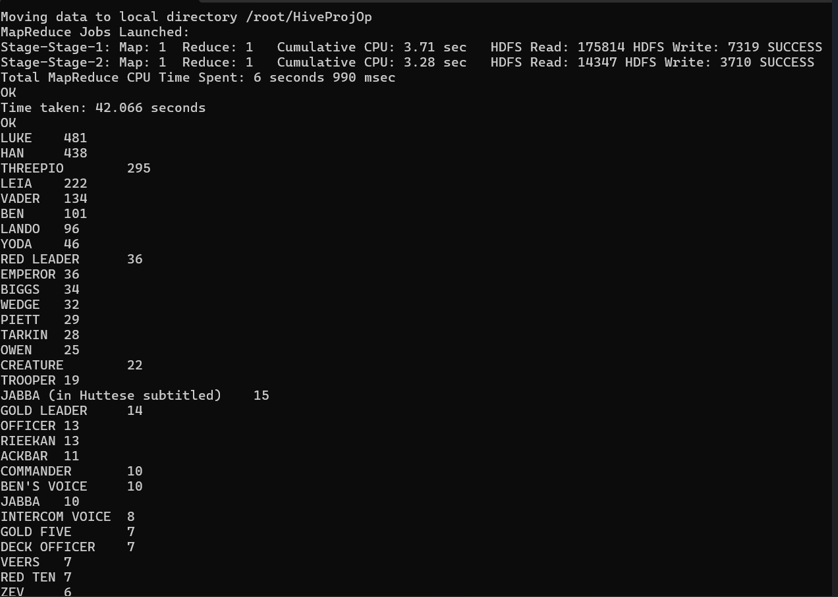 Moving data to local directory /root/HiveProjOp
MapReduce Jobs Launched:
Stage-Stage-1: Map: 1  Reduce: 1   Cumulative CPU: 3.71 sec   HDFS Read: 175814 HDFS Write: 7319 SUCCESS
Stage-Stage-2: Map: 1  Reduce: 1   Cumulative CPU: 3.28 sec   HDFS Read: 14347 HDFS Write: 3710 SUCCESS
Total MapReduce CPU Time Spent: 6 seconds 990 msec
OK
Time taken: 42.066 seconds
OK
LUKE    481
HAN     438
THREEPIO        295
LEIA    222
VADER   134
BEN     101
LANDO   96
YODA    46
RED LEADER      36
EMPEROR 36
BIGGS   34
WEDGE   32
PIETT   29
TARKIN  28
OWEN    25
CREATURE        22
TROOPER 19
JABBA (in Huttese subtitled)    15
GOLD LEADER     14
OFFICER 13
RIEEKAN 13
ACKBAR  11
COMMANDER       10
BEN'S VOICE     10
JABBA   10
INTERCOM VOICE  8
GOLD FIVE       7
DECK OFFICER    7
VEERS   7
RED TEN 7
ZEV     6